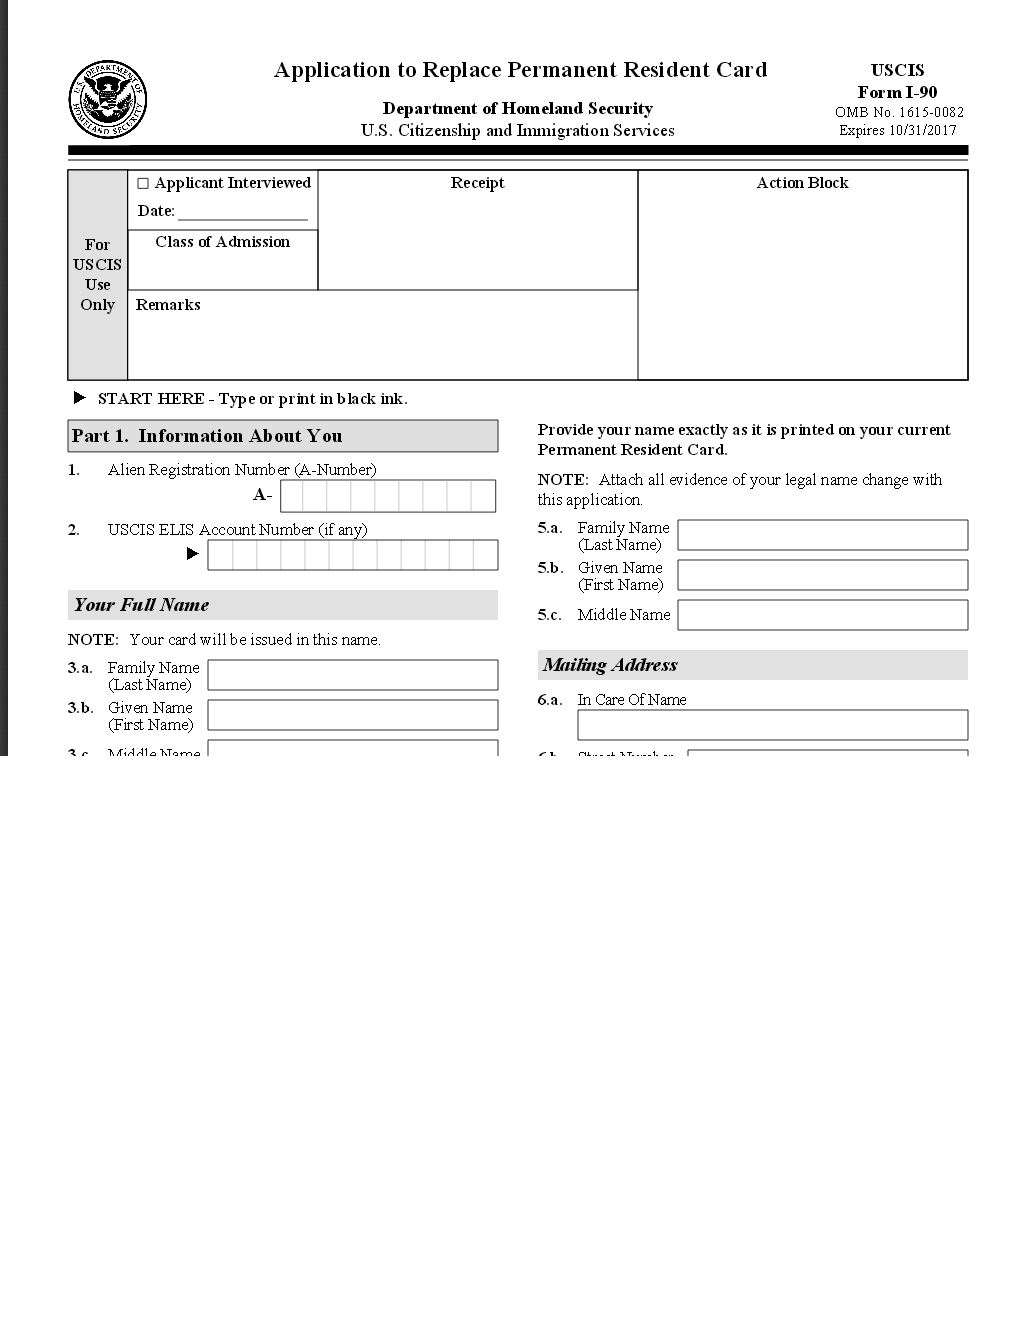 U.S. DEPARTMENT OF HOMELAND SECURITY
Application to Replace Permanent Resident Card
Department of Homeland Security
U.S. Citizenship and Immigration Services
USCIS
Form I-90
OMB No. 1615-0082
Expires 10/31/2017
For
USCIS
Use
Only
Applicant Interviewed
Date:
Class of Admission
Receipt
Action Block
Remarks
START HERE - Type or print in black ink.
Part 1. Information About You
1. Alien Registration Number (A-Number)
A-
2. USCIS ELIS Account Number (if any)
Your Full Name
NOTE: Your card will be issued in this name.
3.a. Family Name
(Last Name)
3.b. Given Name
(First Name)
3.c. Middle Name
Provide your name exactly as it is printed on your current
Permanent Resident Card.
NOTE: Attach all evidence of your legal name change with
this application.
5.a. Family Name
(Last Name)
5.b. Given Name
(First Name)
5.c. Middle Name
Mailing Address
6.a. In Care Of Name
6.b. Street Number